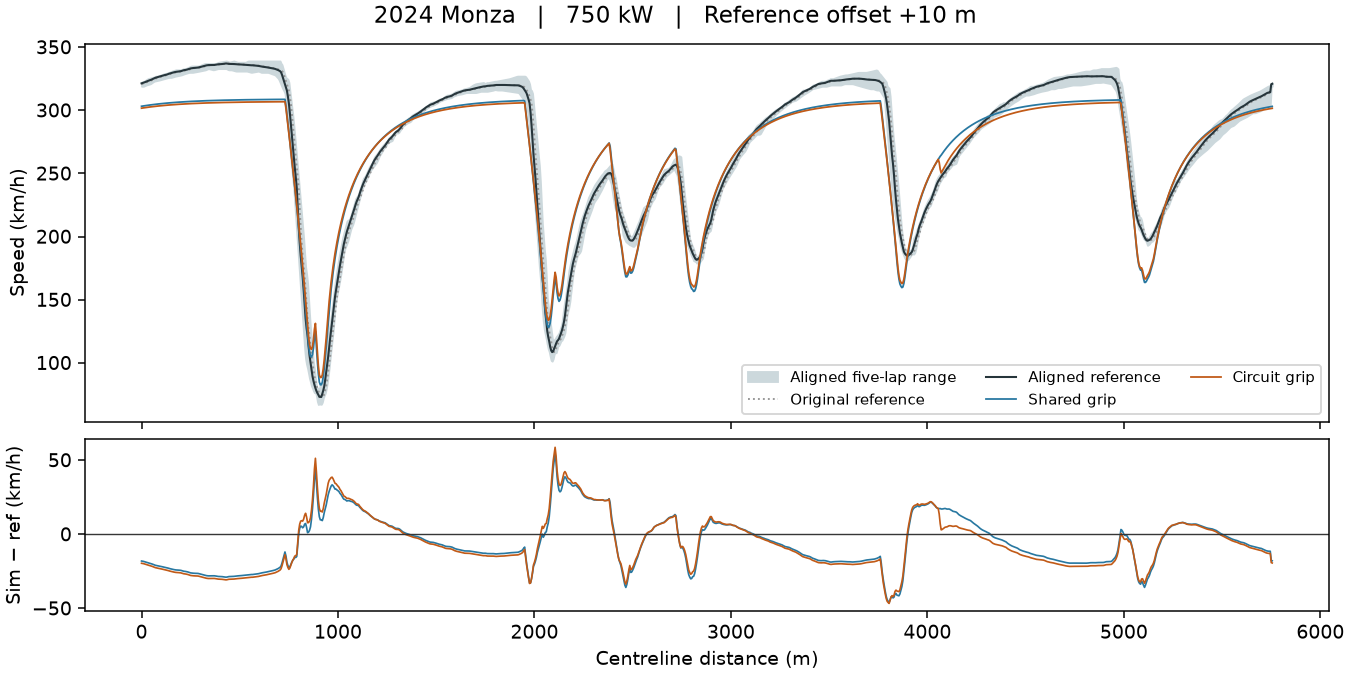 2024 Monza | 750 kW | Reference offset +10 m
350
300
250
200
150
100
Speed (km/h)
Aligned five-lap range
Original reference
Aligned reference
Shared grip
Circuit grip
50
0
−50
Sim − ref (km/h)
0 1000 2000 3000 4000 5000 6000
Centreline distance (m)